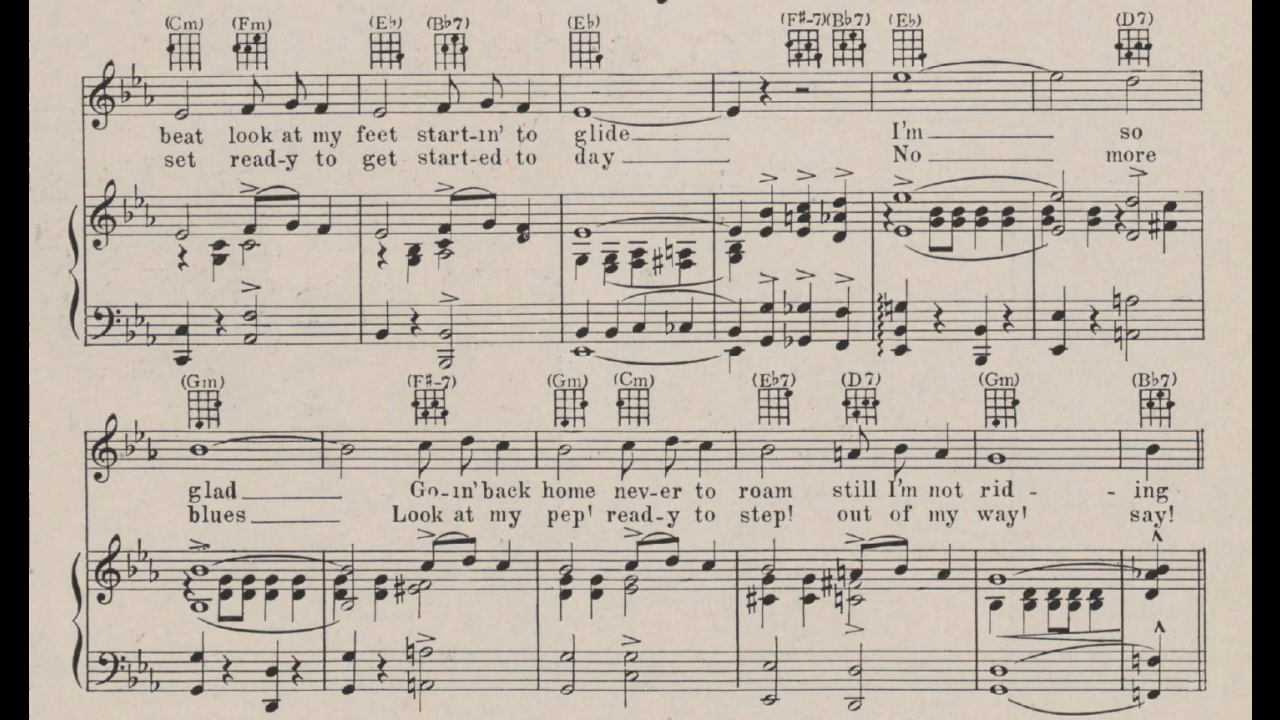 (Cm) (Fm) (E♭) (B♭7) (E♭) (F#-7)(B♭7) (E♭) (D7)
beat look at my feet start-in' to glide I'm so
set read-y to get start-ed to day No more
(Gm) (F#-7) (Gm) (Cm) (E♭7) (D7) (Gm) (B♭7)
glad Go-in' back home nev-er to roam still I'm not rid - - ing
blues Look at my pep! read-y to step! out of my way! say!